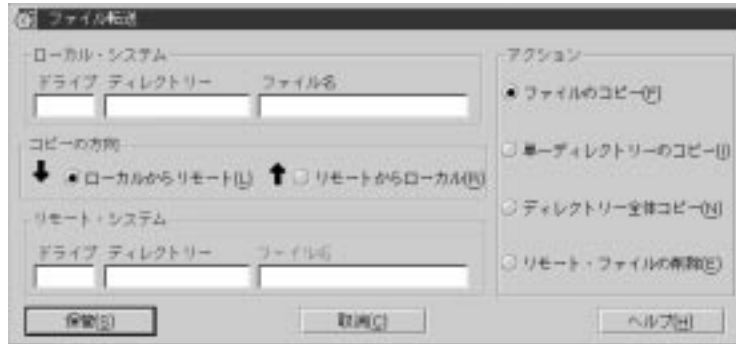 ファイル転送
ローカル・システム
ドライブ ディレクトリー ファイル名
コピーの方向
ローカルからリモート(L) リモートからローカル(R)
リモート・システム
ドライブ ディレクトリー ファイル名
アクション
ファイルのコピー(F)
単一ディレクトリーのコピー(I)
ディレクトリー全体コピー(N)
リモート・ファイルの削除(E)
保管(S) 取消(C) ヘルプ(H)